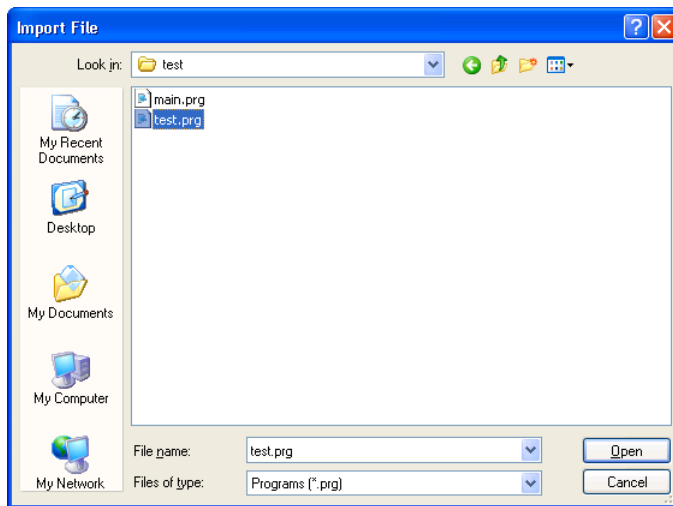 Import File
Look in: test
main.prg
test.prg
My Recent
Documents
Desktop
My Documents
My Computer
My Network
File name: test.prg Open
Files of type: Programs (*.prg) Cancel